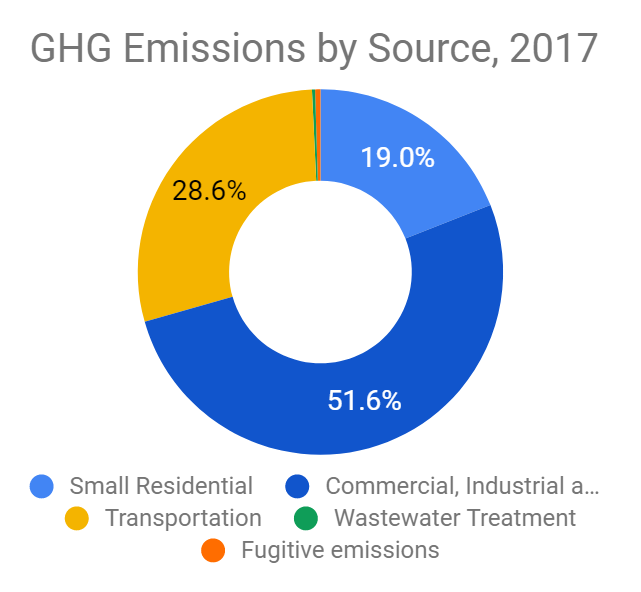 GHG Emissions by Source, 2017
19.0%
28.6%
51.6%
Small Residential Commercial, Industrial a...
Transportation Wastewater Treatment
Fugitive emissions